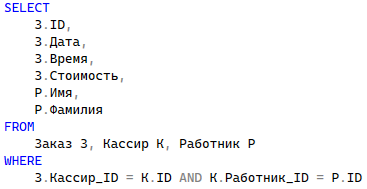 SELECT
З.ID,
З.Дата,
З.Время,
З.Стоимость,
Р.Имя,
Р.Фамилия
FROM
Заказ З, Кассир К, Работник Р
WHERE
З.Кассир_ID = К.ID AND К.Работник_ID = Р.ID